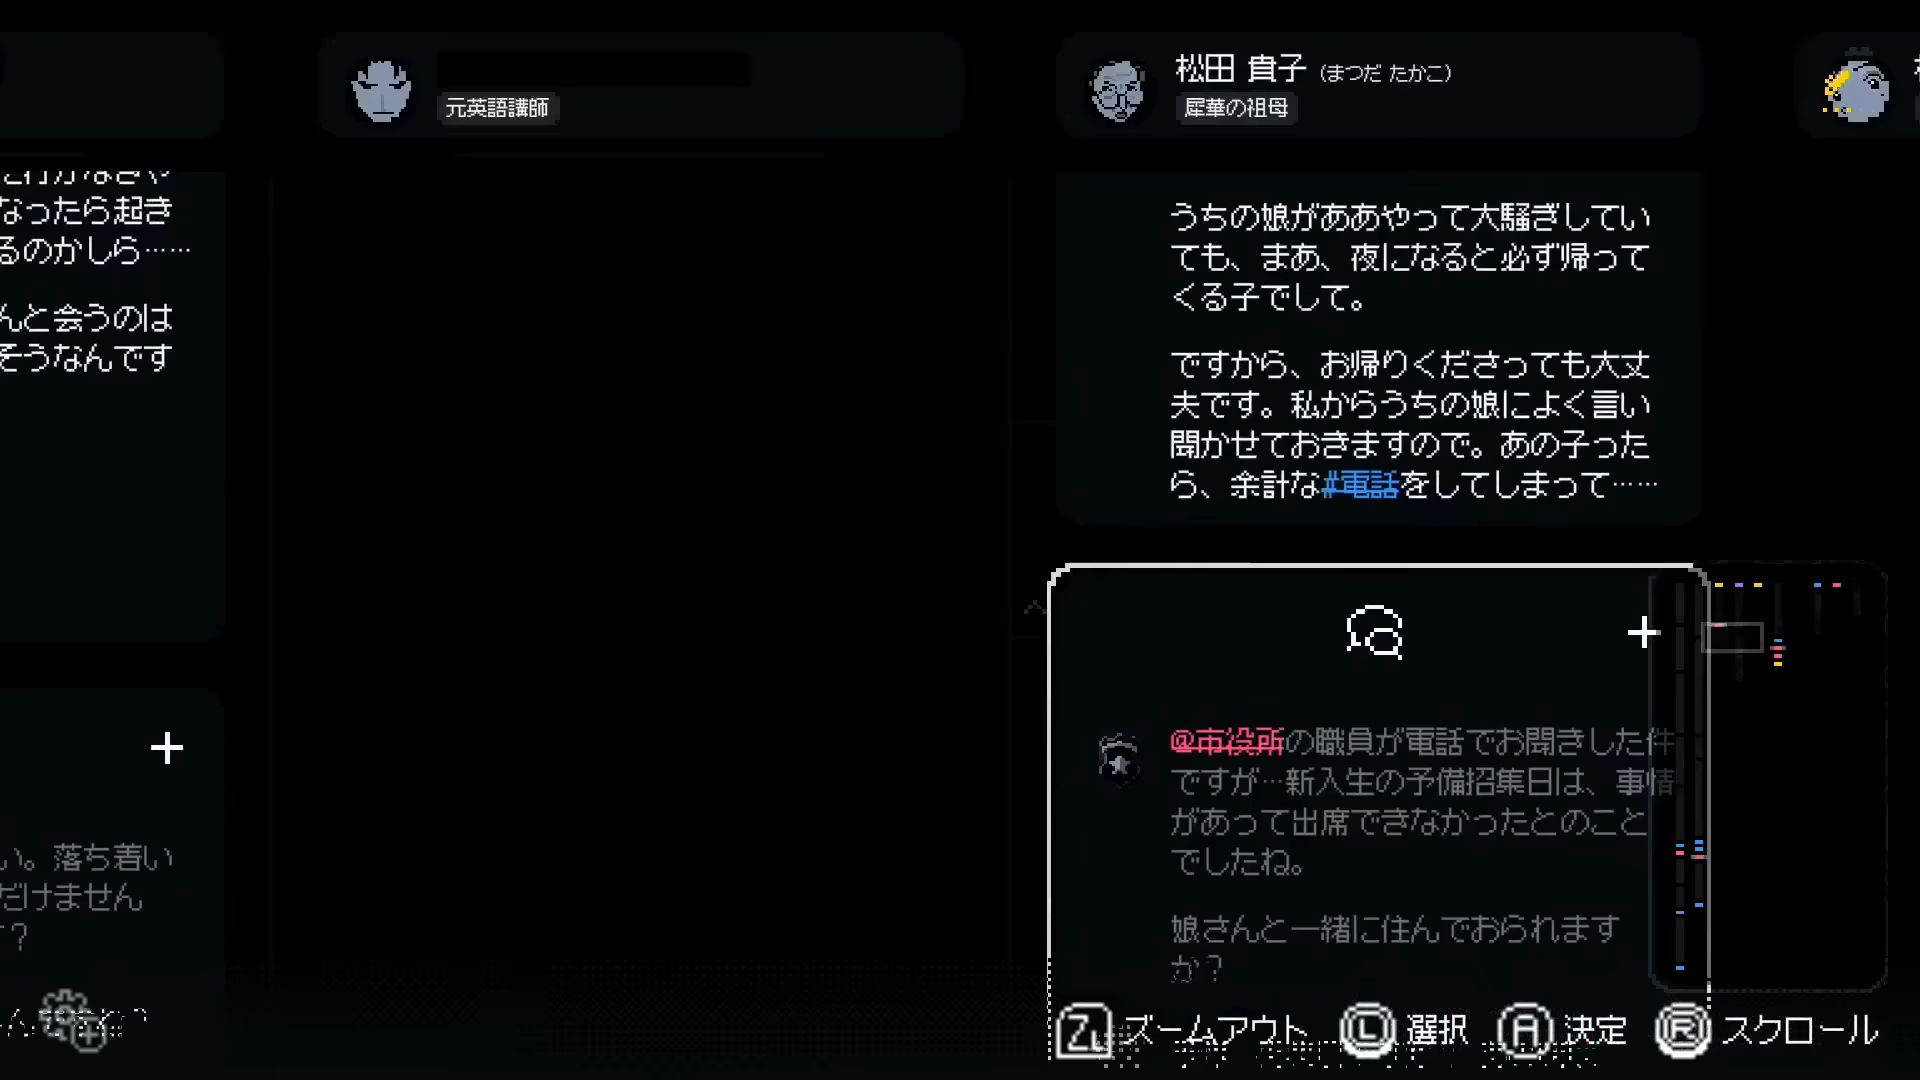 元英語講師
松田 貴子 (まつだ たかこ)
犀華の祖母
なったら起き
るのかしら……
んと会うのは
そうなんです
い。落ち着い
だけません
?
うちの娘がああやって大騒ぎしてい
ても、まあ、夜になると必ず帰って
くる子でして。
ですから、お帰りくださっても大丈
夫です。私からうちの娘によく言い
聞かせておきますので。あの子った
ら、余計な#電話をしてしまって……
@市役所の職員が電話でお聞きした件
ですが…新入生の予備招集日は、事情
があって出席できなかったとのこと
でしたね。
娘さんと一緒に住んでおられます
か?
ZL ズームアウト L 選択 A 決定 R スクロール